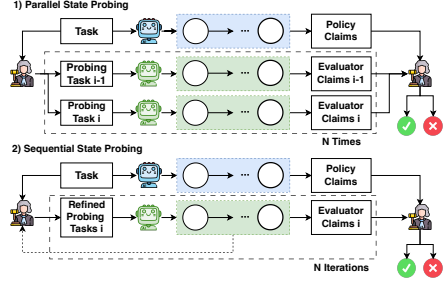 1) Parallel State Probing
Task
...
Policy
Claims
Probing
Task i-1
...
Evaluator
Claims i-1
Probing
Task i
...
Evaluator
Claims i
N Times
2) Sequential State Probing
Task
...
Policy
Claims
Refined
Probing
Tasks i
...
Evaluator
Claims i
N Iterations